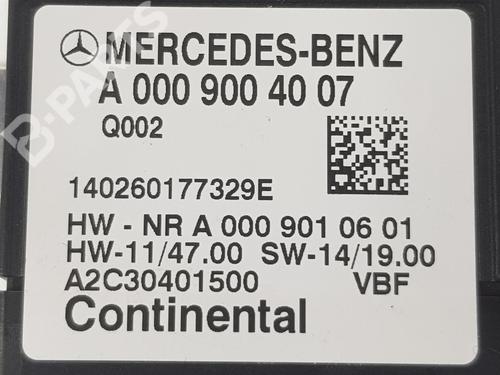 MERCEDES-BENZ
A 000 900 40 07
Q002
140260177329E
HW - NR A 000 901 06 01
HW-11/47.00 SW-14/19.00
A2C30401500 VBF
Continental
B-PARTS